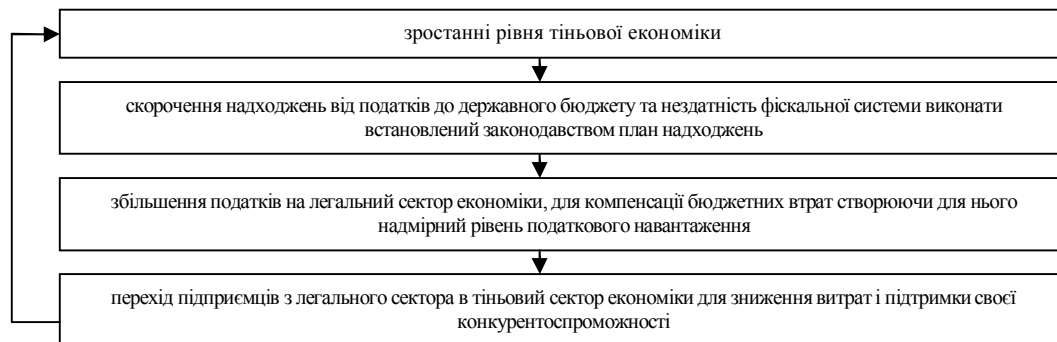 зростанні рівня тіньової економіки
скорочення надходжень від податків до державного бюджету та нездатність фіскальної системи виконати
встановлений законодавством план надходжень
збільшення податків на легальний сектор економіки, для компенсації бюджетних втрат створюючи для нього
надмірний рівень податкового навантаження
перехід підприємців з легального сектора в тіньовий сектор економіки для зниження витрат і підтримки своєї
конкурентоспроможності